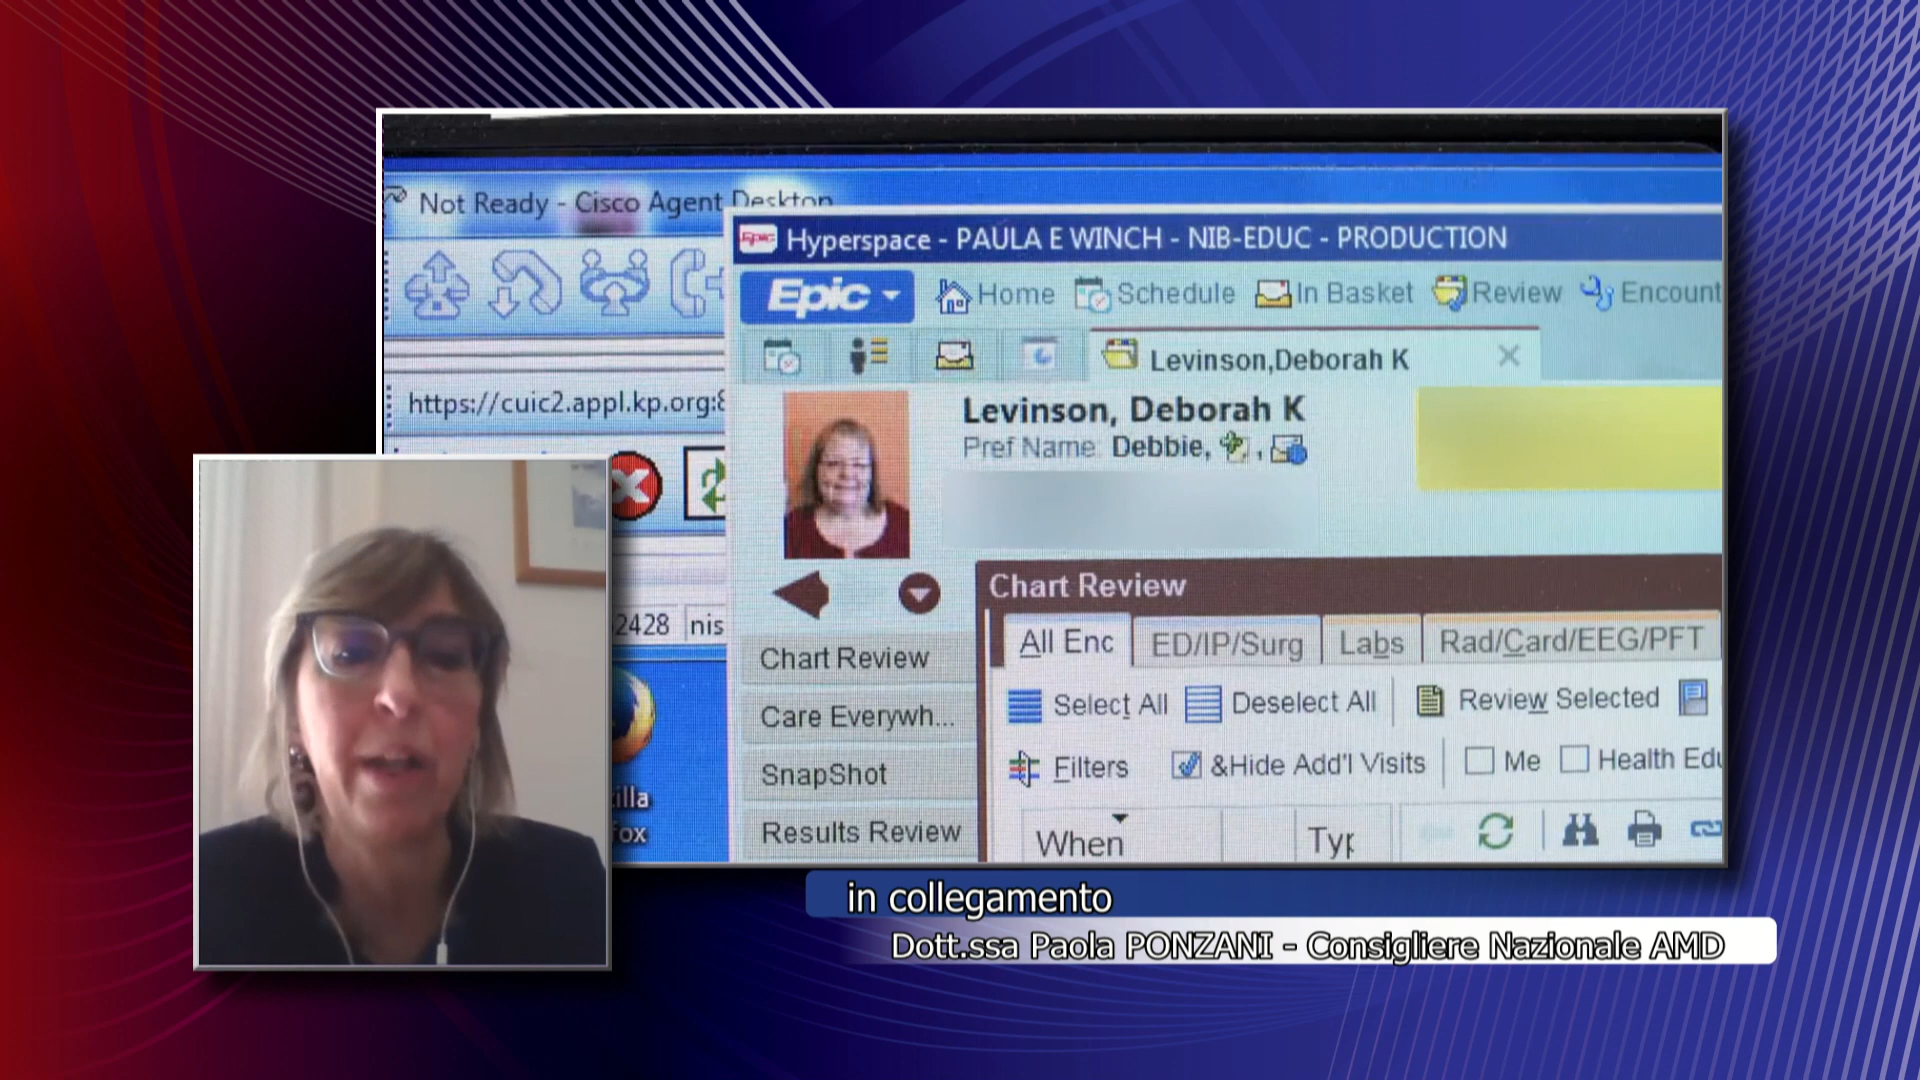 Not Ready - Cisco Agent Desktop
Epic Hyperspace - PAULA E WINCH - NIB-EDUC - PRODUCTION
Epic Home Schedule In Basket Review Encount
Levinson,Deborah K
https://cuic2.appl.kp.org:8
Levinson, Deborah K
Pref Name: Debbie,
Chart Review
2428 nis
All Enc ED/IP/Surg Labs Rad/Card/EEG/PFT
Chart Review
Select All Deselect All Review Selected
Care Everywh...
Filters &Hide Add'l Visits Me Health Edu
SnapShot
illa
fox
Results Review
When Typ
in collegamento
Dott.ssa Paola PONZANI - Consigliere Nazionale AMD